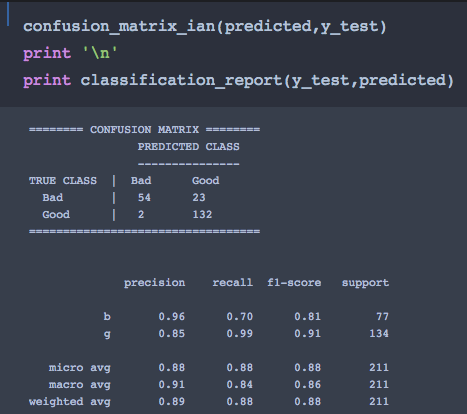 confusion_matrix_ian(predicted,y_test)
print '\n'
print classification_report(y_test,predicted)
======== CONFUSION MATRIX ========
PREDICTED CLASS
---------------
TRUE CLASS | Bad Good
Bad | 54 23
Good | 2 132
==================================
precision recall f1-score support
b 0.96 0.70 0.81 77
g 0.85 0.99 0.91 134
micro avg 0.88 0.88 0.88 211
macro avg 0.91 0.84 0.86 211
weighted avg 0.89 0.88 0.88 211